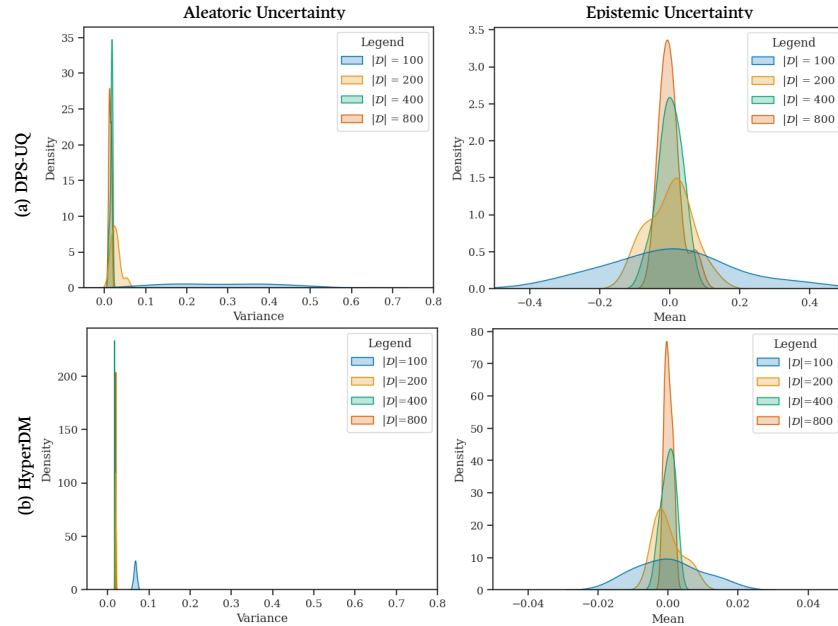 Aleatoric Uncertainty
Epistemic Uncertainty
(a) DPS-UQ
Density
35
30
25
20
15
10
5
0
0.0 0.1 0.2 0.3 0.4 0.5 0.6 0.7 0.8
Variance
Legend
|D| = 100
|D| = 200
|D| = 400
|D| = 800
Density
3.5
3.0
2.5
2.0
1.5
1.0
0.5
0.0
−0.4 −0.2 0.0 0.2 0.4
Mean
Legend
|D| = 100
|D| = 200
|D| = 400
|D| = 800
(b) HyperDM
Density
200
150
100
50
0
0.0 0.1 0.2 0.3 0.4 0.5 0.6 0.7 0.8
Variance
Legend
|D|=100
|D|=200
|D|=400
|D|=800
Density
80
70
60
50
40
30
20
10
0
−0.04 −0.02 0.00 0.02 0.04
Mean
Legend
|D|=100
|D|=200
|D|=400
|D|=800